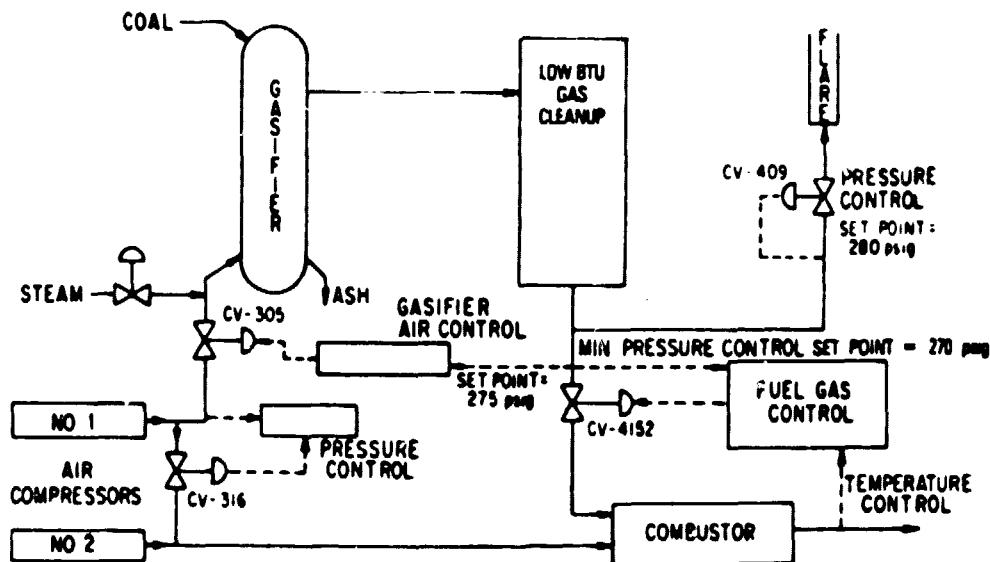 COAL
GASIFIER
LOW BTU
GAS
CLEANUP
FLARE
CV-409
PRESSURE
CONTROL
SET POINT =
280 psig
STEAM
ASH
CV-305
GASIFIER
AIR CONTROL
MIN PRESSURE CONTROL SET POINT = 270 psig
SET POINT =
275 psig
FUEL GAS
CONTROL
CV-4152
NO 1
PRESSURE
CONTROL
AIR
COMPRESSORS
CV-316
TEMPERATURE
CONTROL
NO 2
COMBUSTOR